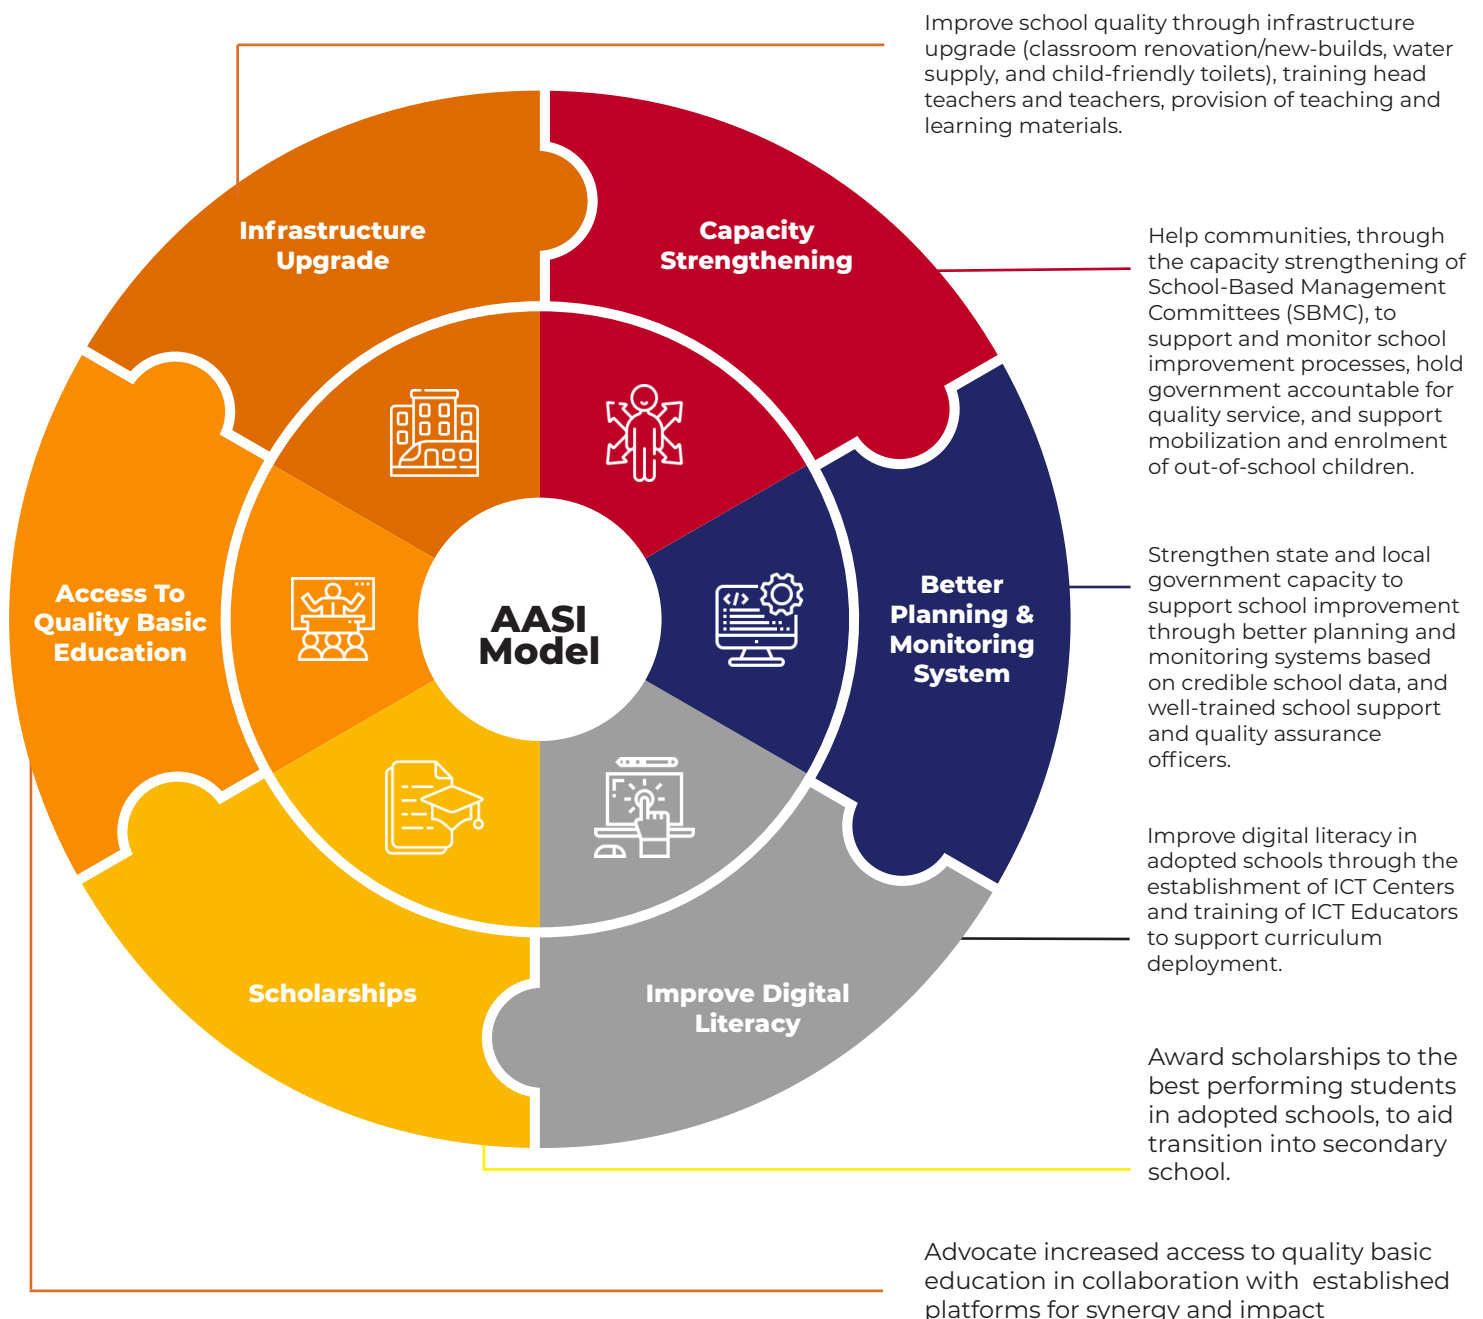 Improve school quality through infrastructure
upgrade (classroom renovation/new-builds, water
supply, and child-friendly toilets), training head
teachers and teachers, provision of teaching and
learning materials.
Infrastructure
Upgrade
Capacity
Strengthening
Help communities, through
the capacity strengthening of
School-Based Management
Committees (SBMC), to
support and monitor school
improvement processes, hold
government accountable for
quality service, and support
mobilization and enrolment
of out-of-school children.
Access To
Quality Basic
Education
AASI
Model
Better
Planning &
Monitoring
System
Strengthen state and local
government capacity to
support school improvement
through better planning and
monitoring systems based
on credible school data, and
well-trained school support
and quality assurance
officers.
Improve digital literacy in
adopted schools through the
establishment of ICT Centers
and training of ICT Educators
to support curriculum
deployment.
Scholarships
Improve Digital
Literacy
Award scholarships to the
best performing students
in adopted schools, to aid
transition into secondary
school.
Advocate increased access to quality basic
education in collaboration with  established
platforms for synergy and impact